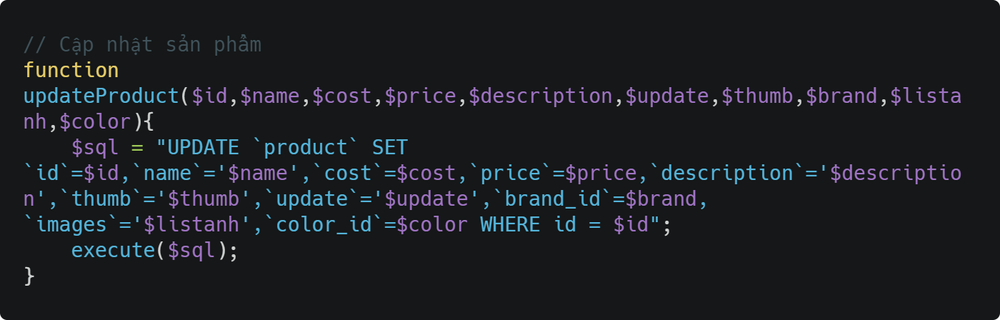 // Cập nhật sản phẩm
function
updateProduct($id,$name,$cost,$price,$description,$update,$thumb,$brand,$lista
nh,$color){
    $sql = "UPDATE `product` SET
`id`=$id,`name`='$name',`cost`=$cost,`price`=$price,`description`='$descriptio
n',`thumb`='$thumb',`update`='$update',`brand_id`=$brand,
`images`='$listanh',`color_id`=$color WHERE id = $id";
    execute($sql);
}